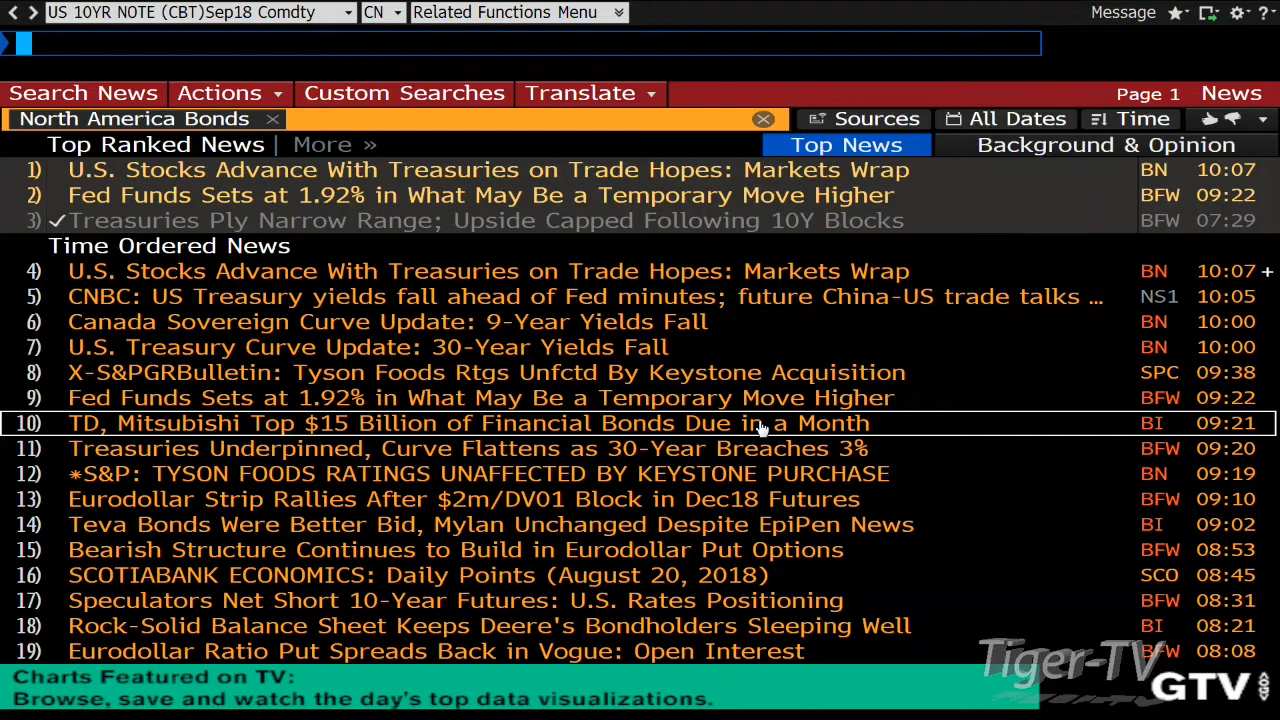 US 10YR NOTE (CBT)Sep18 Comdty CN Related Functions Menu Message
Search News Actions Custom Searches Translate Page 1 News
North America Bonds Sources All Dates Time
Top Ranked News More » Top News Background & Opinion
1) U.S. Stocks Advance With Treasuries on Trade Hopes: Markets Wrap BN 10:07
2) Fed Funds Sets at 1.92% in What May Be a Temporary Move Higher BFW 09:22
3) ✓Treasuries Ply Narrow Range; Upside Capped Following 10Y Blocks BFW 07:29
Time Ordered News
4) U.S. Stocks Advance With Treasuries on Trade Hopes: Markets Wrap BN 10:07 +
5) CNBC: US Treasury yields fall ahead of Fed minutes; future China-US trade talks ... NS1 10:05
6) Canada Sovereign Curve Update: 9-Year Yields Fall BN 10:00
7) U.S. Treasury Curve Update: 30-Year Yields Fall BN 10:00
8) X-S&PGRBulletin: Tyson Foods Rtgs Unfctd By Keystone Acquisition SPC 09:38
9) Fed Funds Sets at 1.92% in What May Be a Temporary Move Higher BFW 09:22
10) TD, Mitsubishi Top $15 Billion of Financial Bonds Due in a Month BI 09:21
11) Treasuries Underpinned, Curve Flattens as 30-Year Breaches 3% BFW 09:20
12) *S&P: TYSON FOODS RATINGS UNAFFECTED BY KEYSTONE PURCHASE BN 09:19
13) Eurodollar Strip Rallies After $2m/DV01 Block in Dec18 Futures BFW 09:10
14) Teva Bonds Were Better Bid, Mylan Unchanged Despite EpiPen News BI 09:02
15) Bearish Structure Continues to Build in Eurodollar Put Options BFW 08:53
16) SCOTIABANK ECONOMICS: Daily Points (August 20, 2018) SCO 08:45
17) Speculators Net Short 10-Year Futures: U.S. Rates Positioning BFW 08:31
18) Rock-Solid Balance Sheet Keeps Deere's Bondholders Sleeping Well BI 08:21
19) Eurodollar Ratio Put Spreads Back in Vogue: Open Interest BFW 08:08
Tiger-TV
Charts Featured on TV:
Browse, save and watch the day's top data visualizations.
GTV